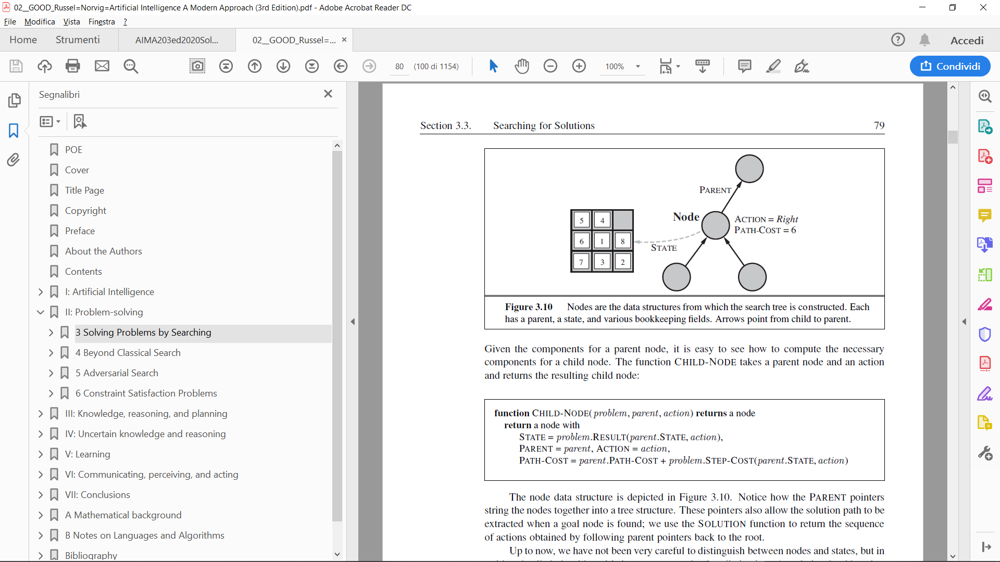 02__GOOD_Russel=Norvig=Artificial Intelligence A Modern Approach (3rd Edition).pdf - Adobe Acrobat Reader DC
File Modifica Vista Finestra ?
Home Strumenti AIMA203ed2020Sol... 02__GOOD_Russel=... × Accedi
80 (100 di 1154) 100% Condividi
Segnalibri
POE
Cover
Title Page
Copyright
Preface
About the Authors
Contents
I: Artificial Intelligence
II: Problem-solving
3 Solving Problems by Searching
4 Beyond Classical Search
5 Adversarial Search
6 Constraint Satisfaction Problems
III: Knowledge, reasoning, and planning
IV: Uncertain knowledge and reasoning
V: Learning
VI: Communicating, perceiving, and acting
VII: Conclusions
A Mathematical background
B Notes on Languages and Algorithms
Bibliography
Section 3.3. Searching for Solutions 79
PARENT
Node
ACTION = Right
PATH-COST = 6
STATE
5 4
6 1 8
7 3 2
Figure 3.10 Nodes are the data structures from which the search tree is constructed. Each
has a parent, a state, and various bookkeeping fields. Arrows point from child to parent.
Given the components for a parent node, it is easy to see how to compute the necessary
components for a child node. The function CHILD-NODE takes a parent node and an action
and returns the resulting child node:
function CHILD-NODE(problem, parent, action) returns a node
return a node with
STATE = problem.RESULT(parent.STATE, action),
PARENT = parent, ACTION = action,
PATH-COST = parent.PATH-COST + problem.STEP-COST(parent.STATE, action)
The node data structure is depicted in Figure 3.10. Notice how the PARENT pointers
string the nodes together into a tree structure. These pointers also allow the solution path to be
extracted when a goal node is found; we use the SOLUTION function to return the sequence
of actions obtained by following parent pointers back to the root.
Up to now, we have not been very careful to distinguish between nodes and states, but in